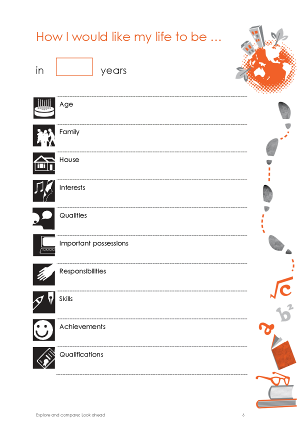 How I would like my life to be ...
in years
Age
Family
House
Interests
Qualities
Important possessions
Responsibilities
Skills
Achievements
Qualifications
√c
b²
a
Explore and compare: Look ahead
6